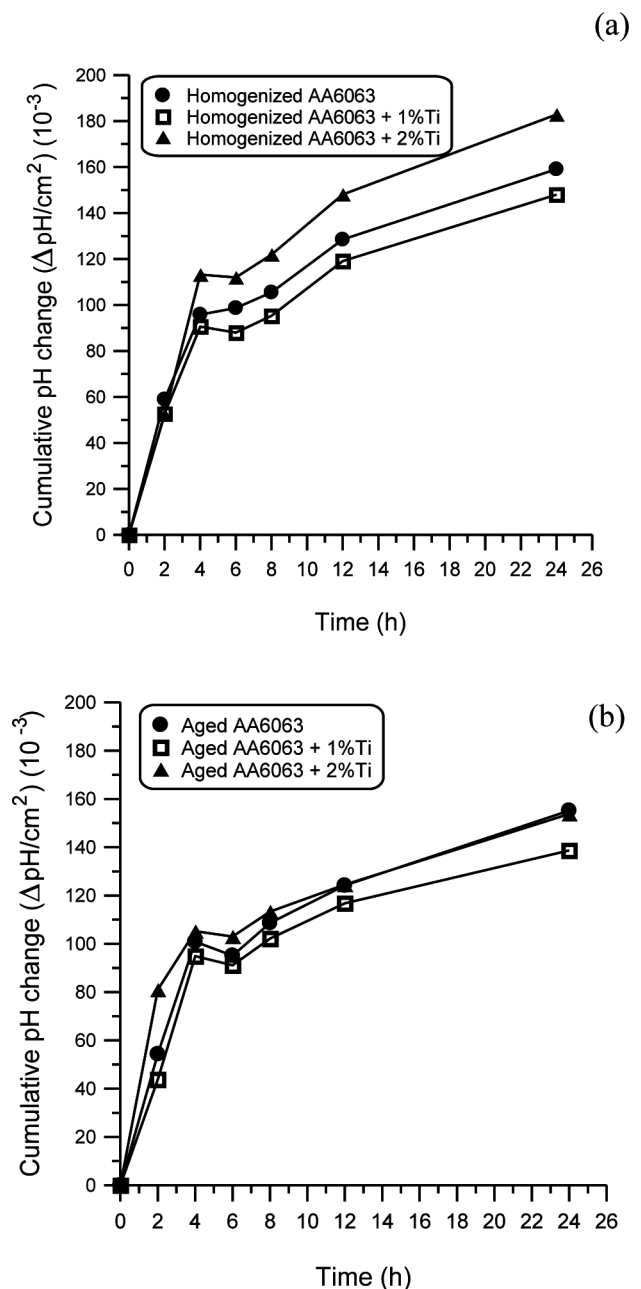 (a)
200
180
160
140
120
100
80
60
40
20
0
Cumulative pH change (ΔpH/cm²) (10⁻³)
Homogenized AA6063
Homogenized AA6063 + 1%Ti
Homogenized AA6063 + 2%Ti
0 2 4 6 8 10 12 14 16 18 20 22 24 26
Time (h)
(b)
200
180
160
140
120
100
80
60
40
20
0
Cumulative pH change (ΔpH/cm²) (10⁻³)
Aged AA6063
Aged AA6063 + 1%Ti
Aged AA6063 + 2%Ti
0 2 4 6 8 10 12 14 16 18 20 22 24 26
Time (h)